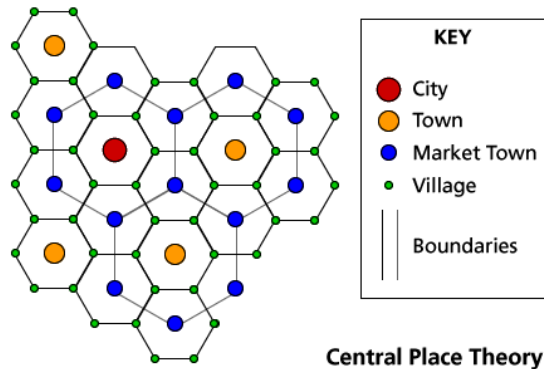 KEY
City
Town
Market Town
Village
Boundaries
Central Place Theory